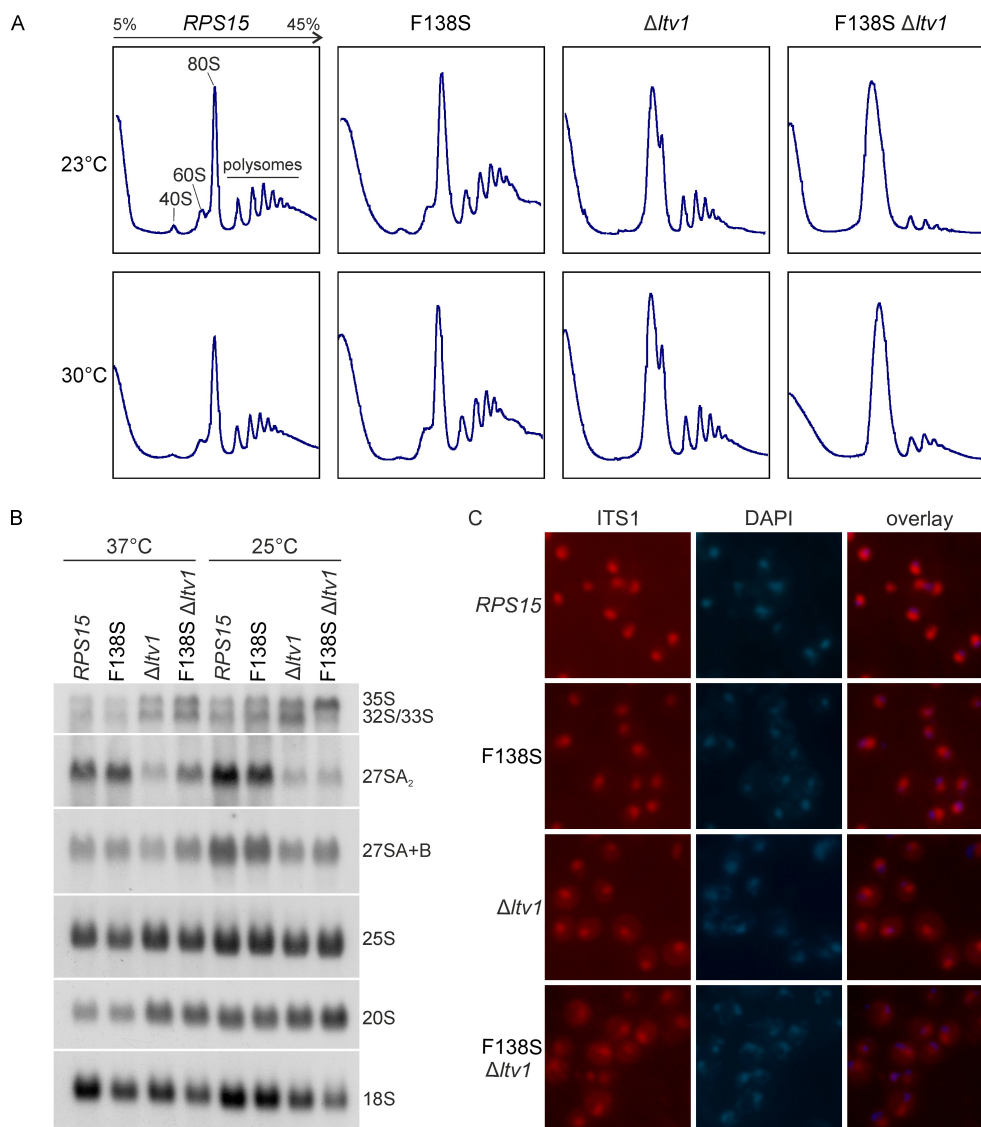 A
5% RPS15 45%
F138S
Δltv1
F138S Δltv1
80S
polysomes
60S
40S
23°C
30°C
B
37°C 25°C
RPS15 F138S Δltv1 F138S Δltv1 RPS15 F138S Δltv1 F138S Δltv1
35S
32S/33S
27SA₂
27SA+B
25S
20S
18S
C
ITS1 DAPI overlay
RPS15
F138S
Δltv1
F138S
Δltv1